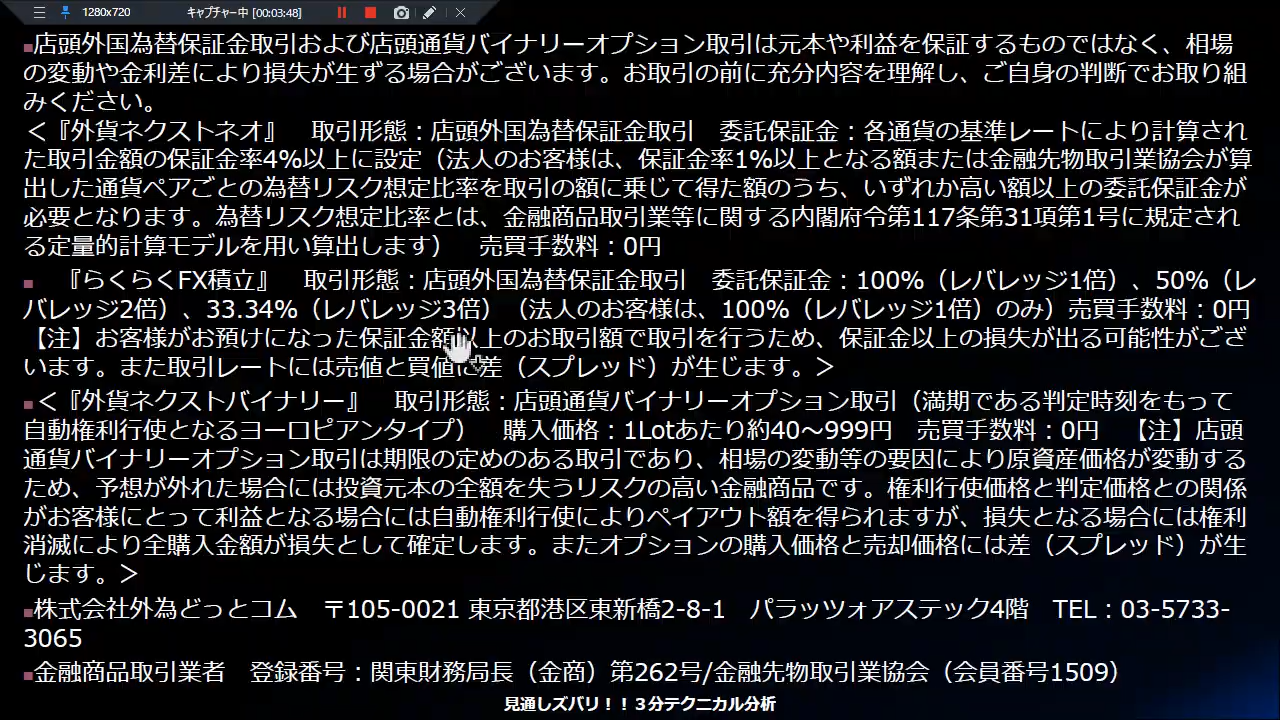 1280x720 キャプチャー中 [00:03:48]
■店頭外国為替保証金取引および店頭通貨バイナリーオプション取引は元本や利益を保証するものではなく、相場
の変動や金利差により損失が生ずる場合がございます。お取引の前に充分内容を理解し、ご自身の判断でお取り組
みください。
＜『外貨ネクストネオ』　取引形態：店頭外国為替保証金取引　委託保証金：各通貨の基準レートにより計算され
た取引金額の保証金率4%以上に設定（法人のお客様は、保証金率1%以上となる額または金融先物取引業協会が算
出した通貨ペアごとの為替リスク想定比率を取引の額に乗じて得た額のうち、いずれか高い額以上の委託保証金が
必要となります。為替リスク想定比率とは、金融商品取引業等に関する内閣府令第117条第31項第1号に規定され
る定量的計算モデルを用い算出します）　売買手数料：0円
■　『らくらくFX積立』　取引形態：店頭外国為替保証金取引　委託保証金：100%（レバレッジ1倍）、50%（レ
バレッジ2倍）、33.34%（レバレッジ3倍）（法人のお客様は、100%（レバレッジ1倍）のみ）売買手数料：0円
【注】お客様がお預けになった保証金額以上のお取引額で取引を行うため、保証金以上の損失が出る可能性がござ
います。また取引レートには売値と買値に差（スプレッド）が生じます。＞
■＜『外貨ネクストバイナリー』　取引形態：店頭通貨バイナリーオプション取引（満期である判定時刻をもって
自動権利行使となるヨーロピアンタイプ）　購入価格：1Lotあたり約40～999円　売買手数料：0円　【注】店頭
通貨バイナリーオプション取引は期限の定めのある取引であり、相場の変動等の要因により原資産価格が変動する
ため、予想が外れた場合には投資元本の全額を失うリスクの高い金融商品です。権利行使価格と判定価格との関係
がお客様にとって利益となる場合には自動権利行使によりペイアウト額を得られますが、損失となる場合には権利
消滅により全購入金額が損失として確定します。またオプションの購入価格と売却価格には差（スプレッド）が生
じます。＞
■株式会社外為どっとコム　〒105-0021 東京都港区東新橋2-8-1　パラッツォアステック4階　TEL：03-5733-
3065
■金融商品取引業者　登録番号：関東財務局長（金商）第262号/金融先物取引業協会（会員番号1509）
見通しズバリ！！３分テクニカル分析